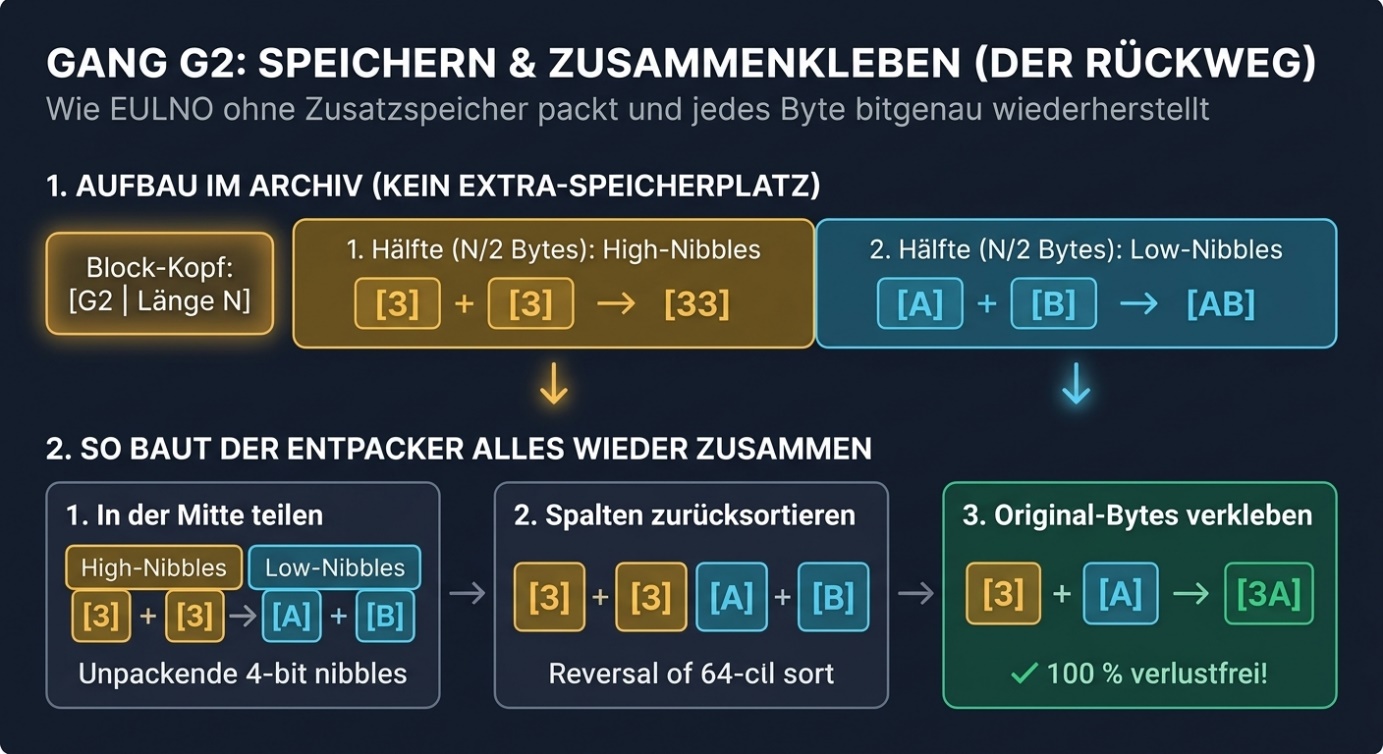 GANG G2: SPEICHERN & ZUSAMMENKLEBEN (DER RÜCKWEG)
Wie EULNO ohne Zusatzspeicher packt und jedes Byte bitgenau wiederherstellt
1. AUFBAU IM ARCHIV (KEIN EXTRA-SPEICHERPLATZ)
Block-Kopf:
[G2 | Länge N]
1. Hälfte (N/2 Bytes): High-Nibbles
[3] + [3] → [33]
2. Hälfte (N/2 Bytes): Low-Nibbles
[A] + [B] → [AB]
2. SO BAUT DER ENTPACKER ALLES WIEDER ZUSAMMEN
1. In der Mitte teilen
High-Nibbles Low-Nibbles
[3] + [3] → [A] + [B]
Unpackende 4-bit nibbles
2. Spalten zurücksortieren
[3] + [3] [A] + [B]
Reversal of 64-cıl sort
3. Original-Bytes verkleben
[3] + [A] → [3A]
✓ 100 % verlustfrei!